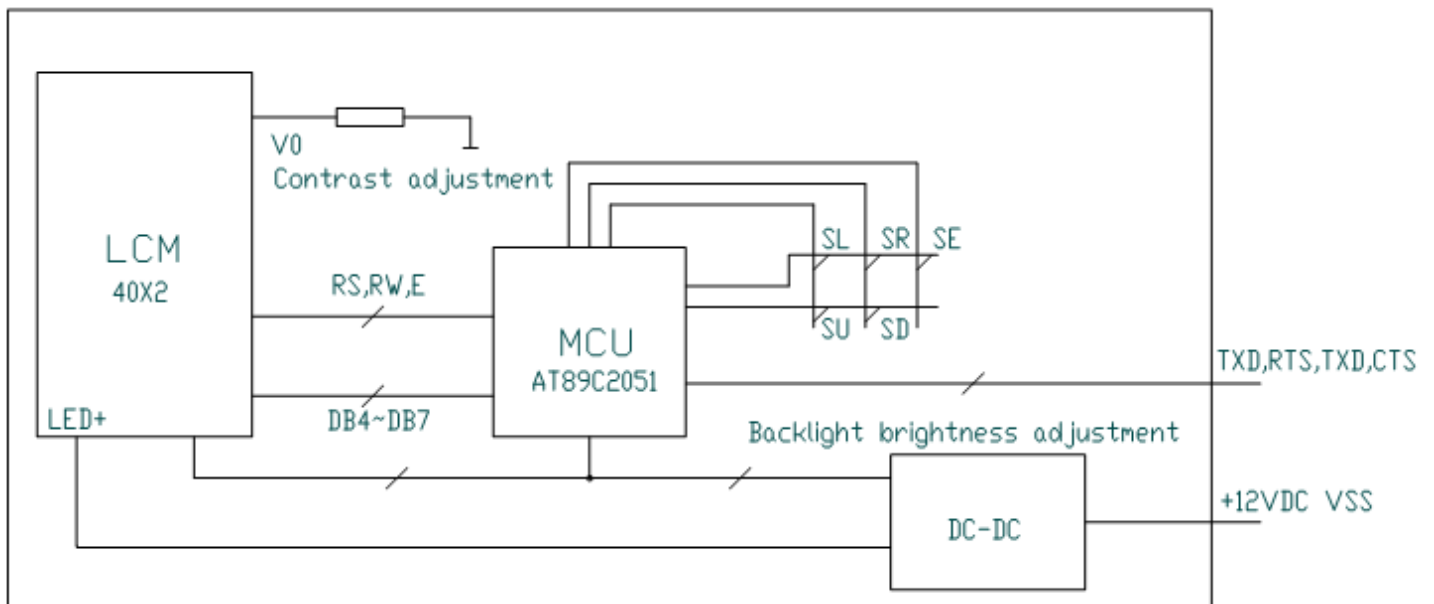 V0
Contrast adjustment
LCM
40X2
SL SR SE
RS,RW,E
SU SD
MCU
AT89C2051
TXD,RTS,TXD,CTS
LED+
DB4~DB7
Backlight brightness adjustment
+12VDC VSS
DC-DC